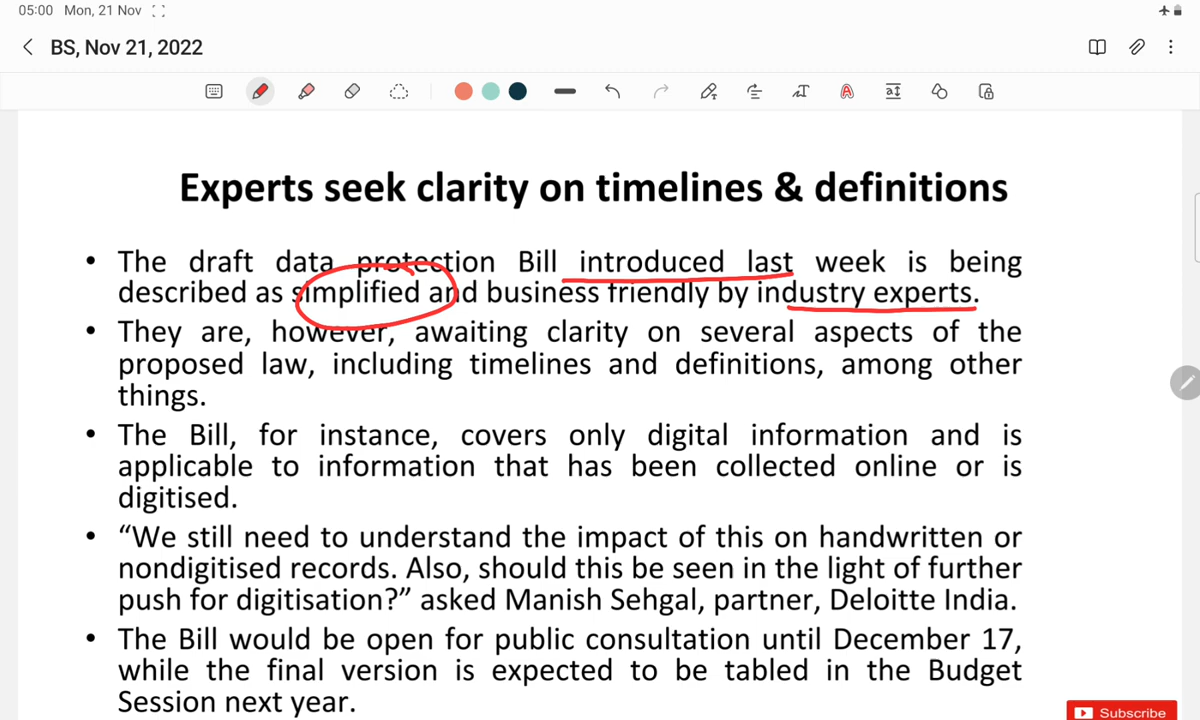 05:00 Mon, 21 Nov
BS, Nov 21, 2022
Experts seek clarity on timelines & definitions
• The draft data protection Bill introduced last week is being
described as simplified and business friendly by industry experts.
• They are, however, awaiting clarity on several aspects of the
proposed law, including timelines and definitions, among other
things.
• The Bill, for instance, covers only digital information and is
applicable to information that has been collected online or is
digitised.
• “We still need to understand the impact of this on handwritten or
nondigitised records. Also, should this be seen in the light of further
push for digitisation?” asked Manish Sehgal, partner, Deloitte India.
• The Bill would be open for public consultation until December 17,
while the final version is expected to be tabled in the Budget
Session next year.
Subscribe